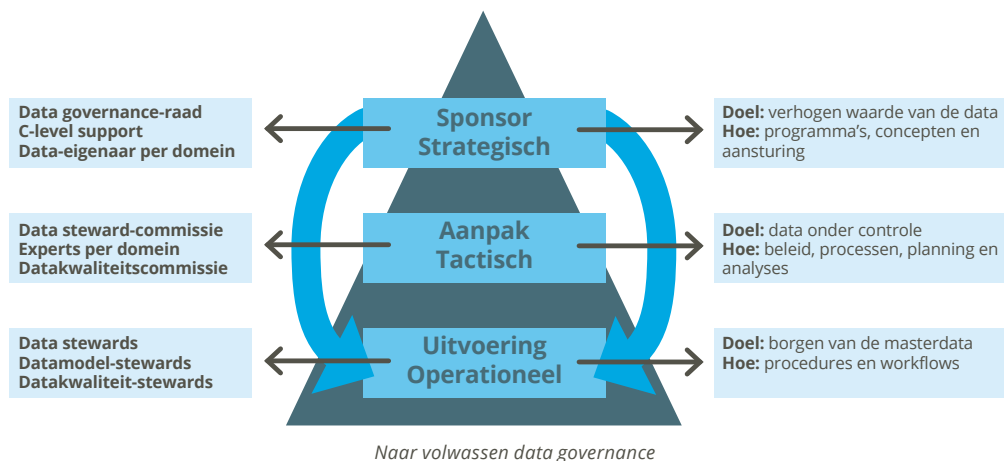 Data governance-raad
C-level support
Data-eigenaar per domein
Sponsor
Strategisch
Doel: verhogen waarde van de data
Hoe: programma's, concepten en
aansturing
Data steward-commissie
Experts per domein
Datakwaliteitscommissie
Aanpak
Tactisch
Doel: data onder controle
Hoe: beleid, processen, planning en
analyses
Data stewards
Datamodel-stewards
Datakwaliteit-stewards
Uitvoering
Operationeel
Doel: borgen van de masterdata
Hoe: procedures en workflows
Naar volwassen data governance